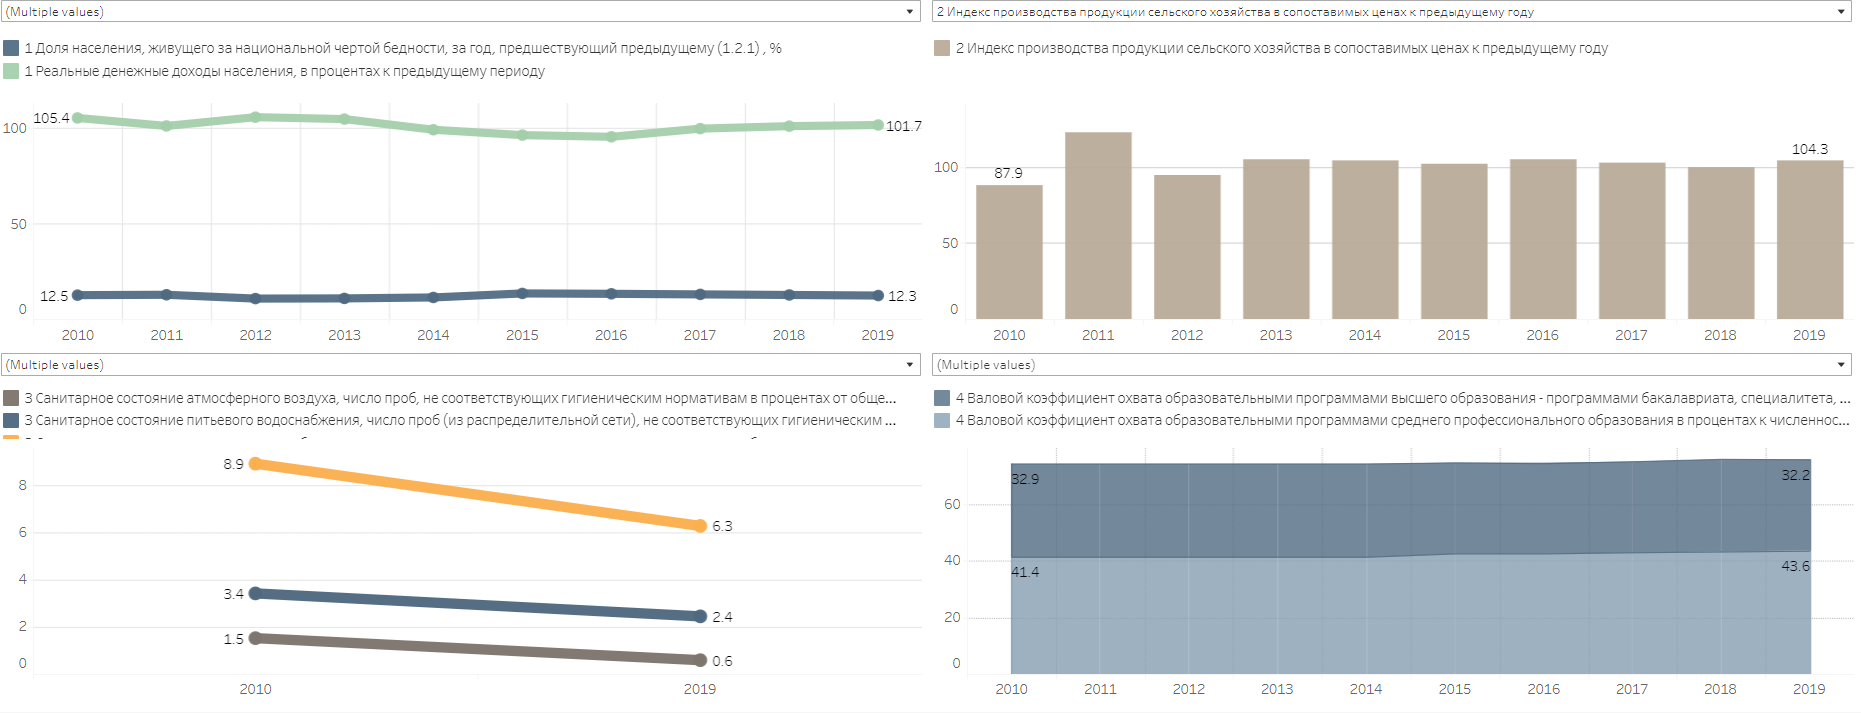 (Multiple values)
1 Доля населения, живущего за национальной чертой бедности, за год, предшествующий предыдущему (1.2.1) , %
1 Реальные денежные доходы населения, в процентах к предыдущему периоду
105.4
101.7
100
50
12.5
12.3
0
2010 2011 2012 2013 2014 2015 2016 2017 2018 2019
2 Индекс производства продукции сельского хозяйства в сопоставимых ценах к предыдущему году
2 Индекс производства продукции сельского хозяйства в сопоставимых ценах к предыдущему году
104.3
100
87.9
50
0
2010 2011 2012 2013 2014 2015 2016 2017 2018 2019
(Multiple values)
3 Санитарное состояние атмосферного воздуха, число проб, не соответствующих гигиеническим нормативам в процентах от обще...
3 Санитарное состояние питьевого водоснабжения, число проб (из распределительной сети), не соответствующих гигиеническим ...
8.9
8
6.3
6
4
3.4
2.4
2
1.5
0.6
0
2010 2019
(Multiple values)
4 Валовой коэффициент охвата образовательными программами высшего образования - программами бакалавриата, специалитета, ...
4 Валовой коэффициент охвата образовательными программами среднего профессионального образования в процентах к численнос...
32.9
32.2
60
40
41.4
43.6
20
0
2010 2011 2012 2013 2014 2015 2016 2017 2018 2019